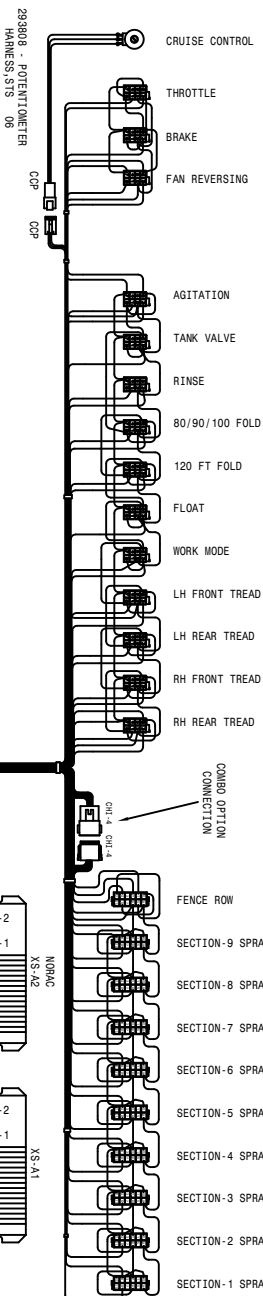 CRUISE CONTROL
THROTTLE
BRAKE
FAN REVERSING
293808 - POTENTIOMETER
HARNESS,STS 06
CCP
CCP
AGITATION
TANK VALVE
RINSE
80/90/100 FOLD
120 FT FOLD
FLOAT
WORK MODE
LH FRONT TREAD
LH REAR TREAD
RH FRONT TREAD
RH REAR TREAD
COMBO OPTION
CONNECTION
CHI-4
CHI-4
FENCE ROW
SECTION-9 SPRA
SECTION-8 SPRA
SECTION-7 SPRA
SECTION-6 SPRA
SECTION-5 SPRA
SECTION-4 SPRA
SECTION-3 SPRA
SECTION-2 SPRA
SECTION-1 SPRA
NORAC
XS-A2
-2
-1
XS-A1
-2
-1